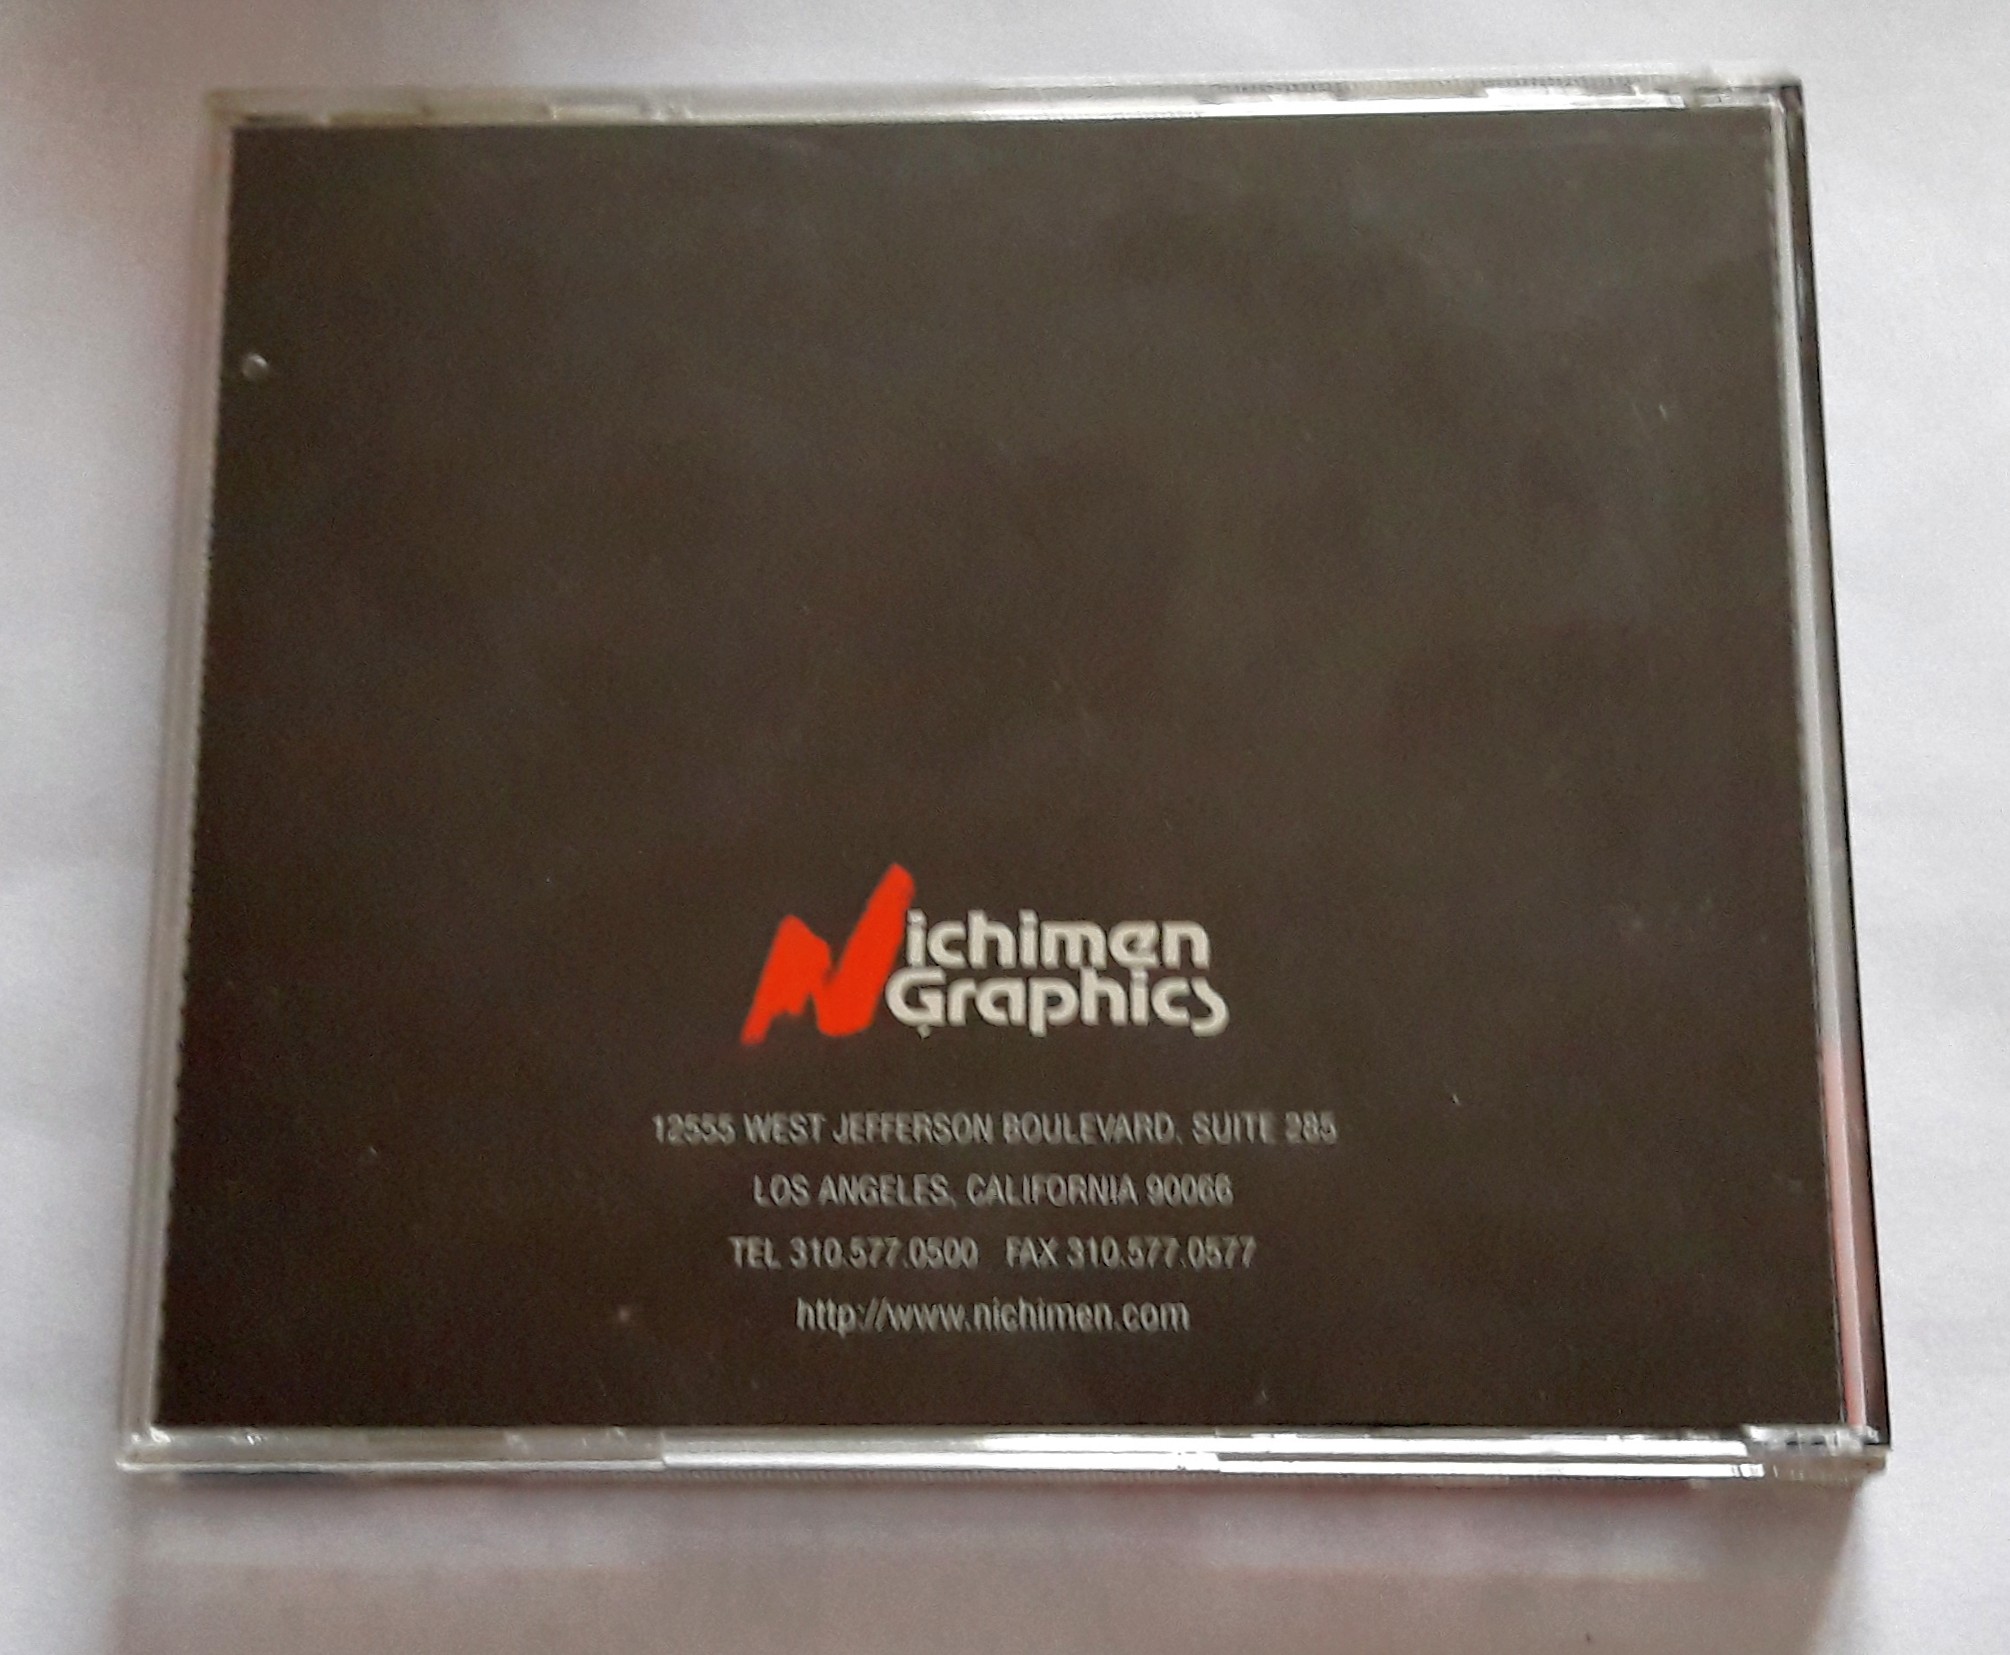 Nichimen
Graphics
12555 WEST JEFFERSON BOULEVARD, SUITE 285
LOS ANGELES, CALIFORNIA 90066
TEL 310.577.0500 FAX 310.577.0577
http://www.nichimen.com